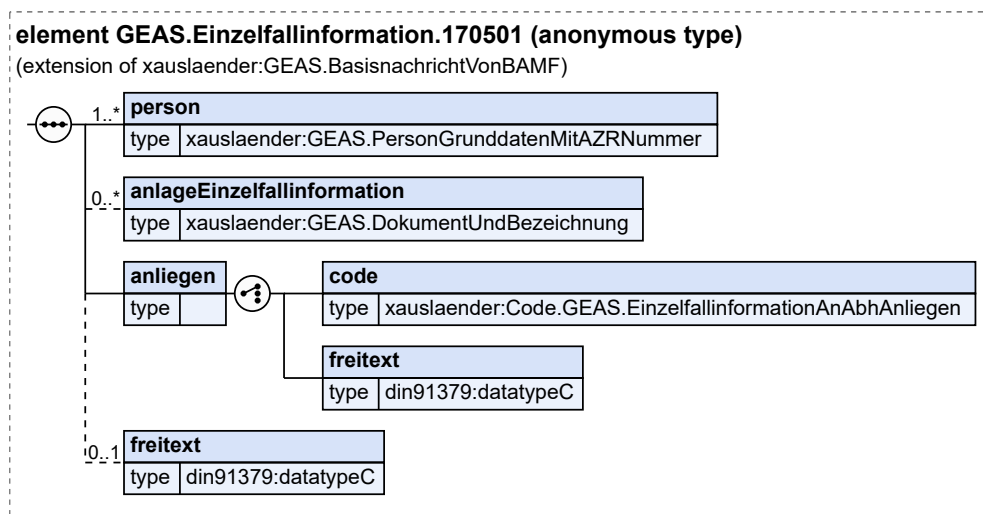 element GEAS.Einzelfallinformation.170501 (anonymous type)
(extension of xauslaender:GEAS.BasisnachrichtVonBAMF)
1..* person
type xauslaender:GEAS.PersonGrunddatenMitAZRNummer
0..* anlageEinzelfallinformation
type xauslaender:GEAS.DokumentUndBezeichnung
anliegen code
type type xauslaender:Code.GEAS.EinzelfallinformationAnAbhAnliegen
freitext
type din91379:datatypeC
0..1 freitext
type din91379:datatypeC